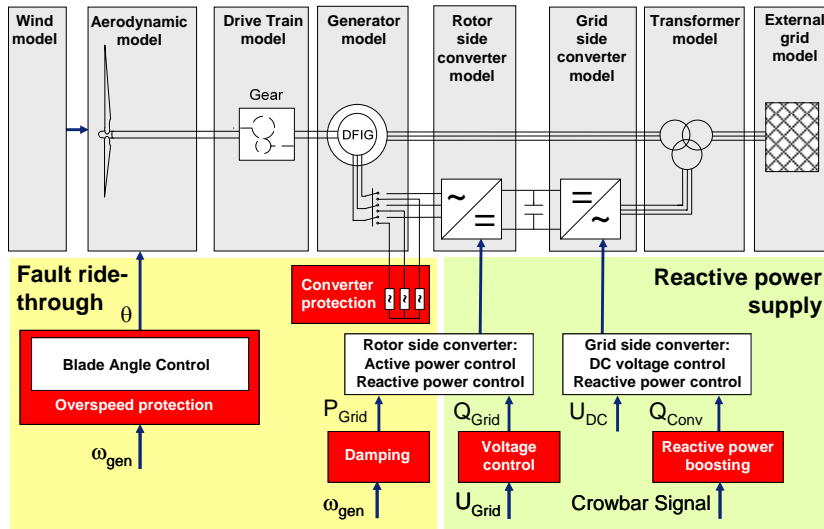 Wind
model
Aerodynamic
model
Drive Train
model
Generator
model
Rotor
side
converter
model
Grid
side
converter
model
Transformer
model
External
grid
model
Gear
DFIG
~
=
=
~
Fault ride-
through
Converter
protection
~ ~ ~
Reactive power
supply
θ
Blade Angle Control
Overspeed protection
ωgen
Rotor side converter:
Active power control
Reactive power control
Grid side converter:
DC voltage control
Reactive power control
PGrid
QGrid
UDC
QConv
Damping
Voltage
control
Reactive power
boosting
ωgen
UGrid
Crowbar Signal